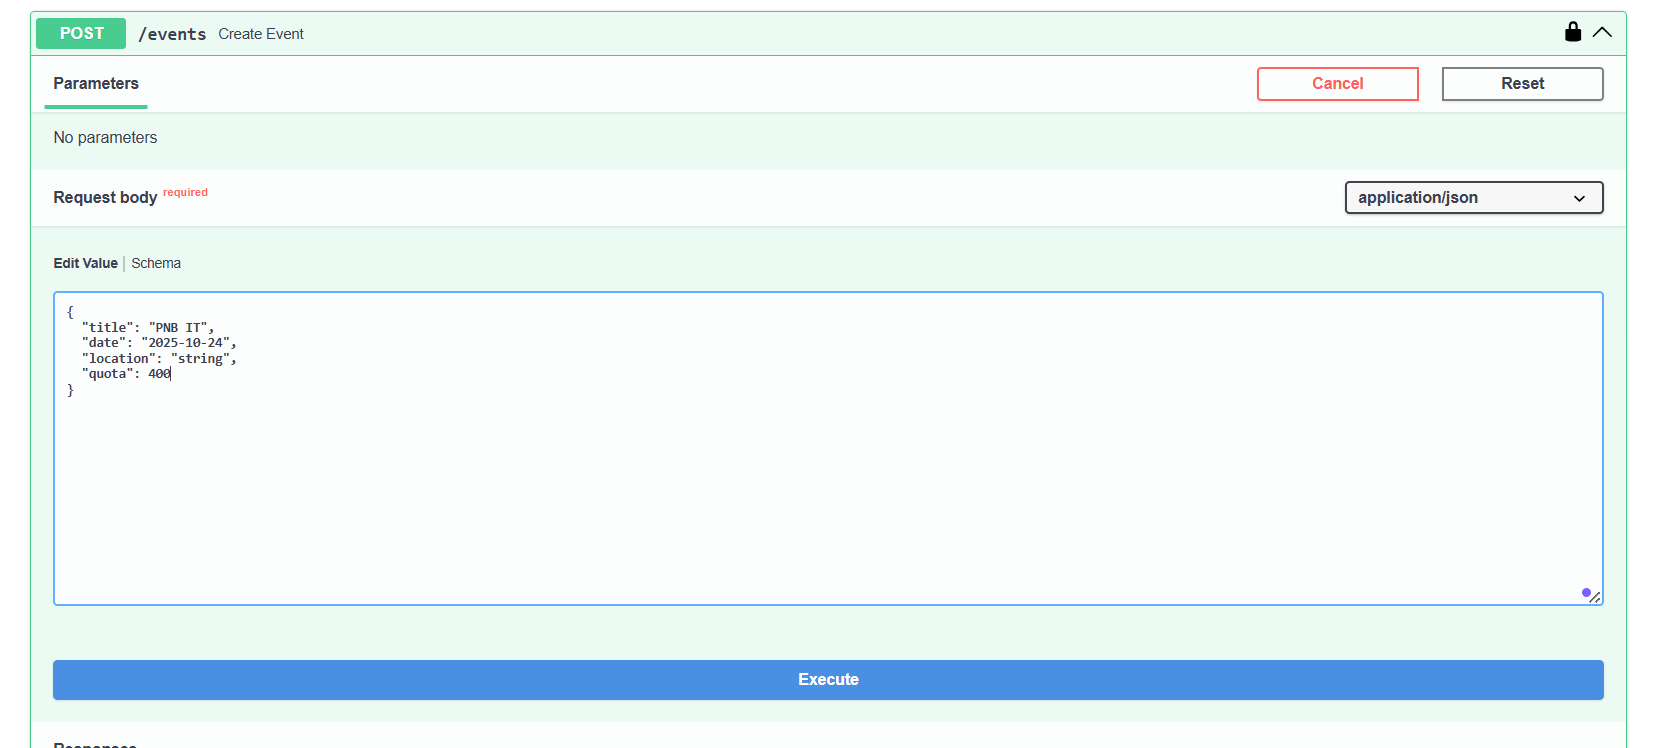 POST /events Create Event
Parameters Cancel Reset
No parameters
Request body required application/json
Edit Value | Schema
{
  "title": "PNB IT",
  "date": "2025-10-24",
  "location": "string",
  "quota": 400
}
Execute
Responses